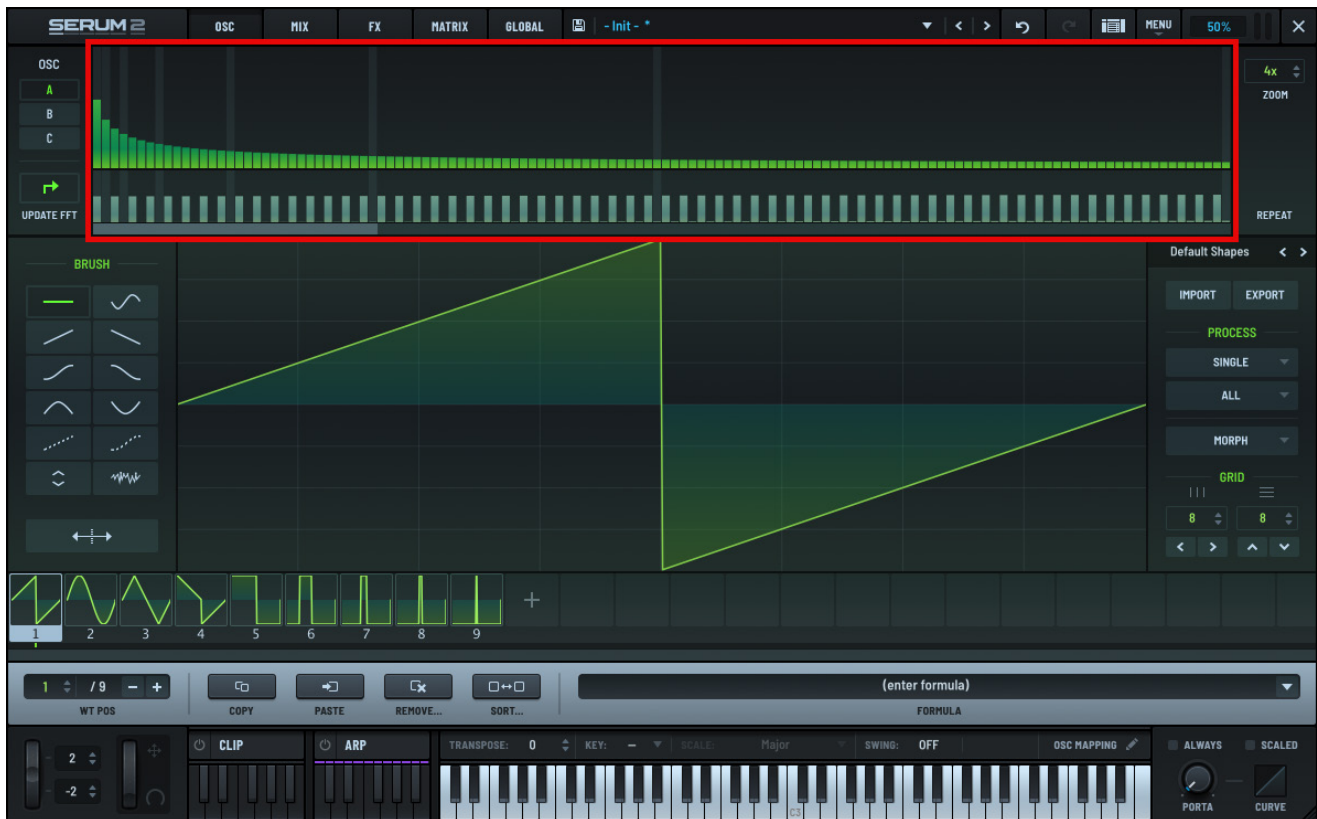 SERUM 2 OSC MIX FX MATRIX GLOBAL - Init - * MENU 50%
OSC
A
B
C
UPDATE FFT
4x
ZOOM
REPEAT
BRUSH
Default Shapes < >
IMPORT EXPORT
PROCESS
SINGLE
ALL
MORPH
GRID
8 8
1 2 3 4 5 6 7 8 9
1 / 9 - +
WT POS
COPY
PASTE
REMOVE...
SORT...
(enter formula)
FORMULA
2
-2
CLIP
ARP
TRANSPOSE: 0 KEY: – SCALE: Major SWING: OFF OSC MAPPING
C3
ALWAYS SCALED
PORTA CURVE